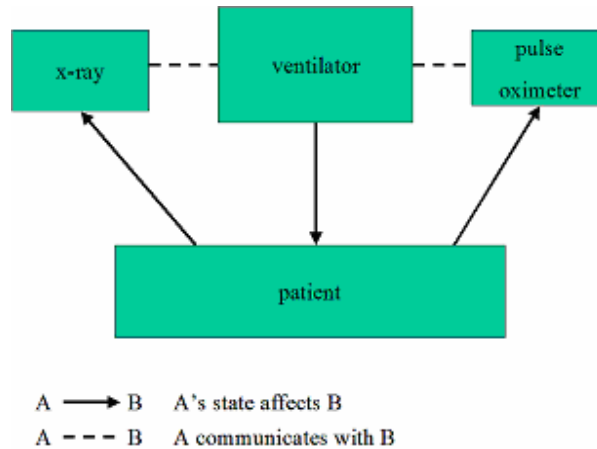 x-ray
ventilator
pulse
oximeter
patient
A B A's state affects B
A B A communicates with B